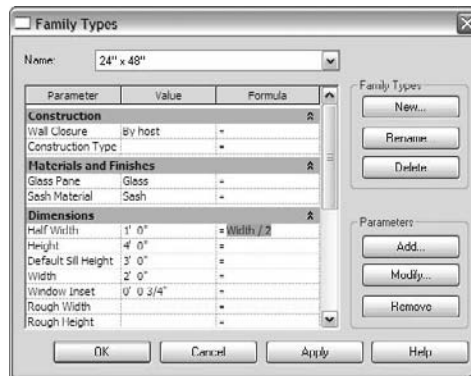 Family Types
Name: 24" x 48"
Parameter Value Formula
Construction
Wall Closure By host =
Construction Type =
Materials and Finishes
Glass Pane Glass =
Sash Material Sash =
Dimensions
Half Width 1' 0" = Width / 2
Height 4' 0" =
Default Sill Height 3' 0" =
Width 2' 0" =
Window Inset 0' 0 3/4" =
Rough Width =
Rough Height =
Family Types
New...
Rename
Delete
Parameters
Add...
Modify...
Remove
OK Cancel Apply Help